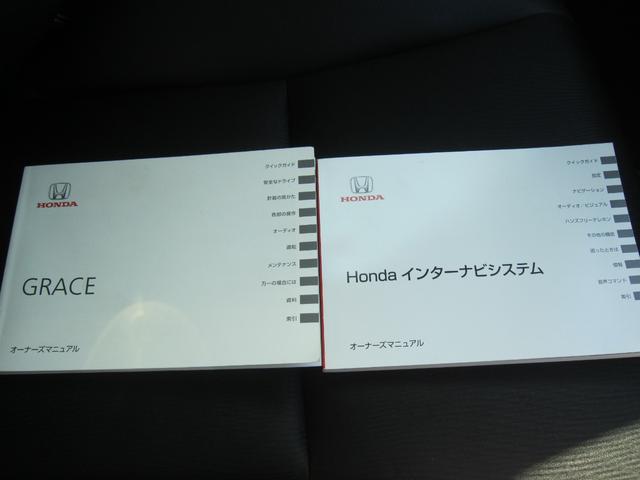 HONDA
GRACE
オーナーズマニュアル
クイックガイド
安全なドライブ
計器の見かた
各部の操作
オーディオ
運転
メンテナンス
万一の場合には
資料
索引
HONDA
Honda インターナビシステム
オーナーズマニュアル
クイックガイド
設定
ナビゲーション
オーディオ/ビジュアル
ハンズフリーテレホン
その他の機能
困ったときは
情報
音声コマンド
索引